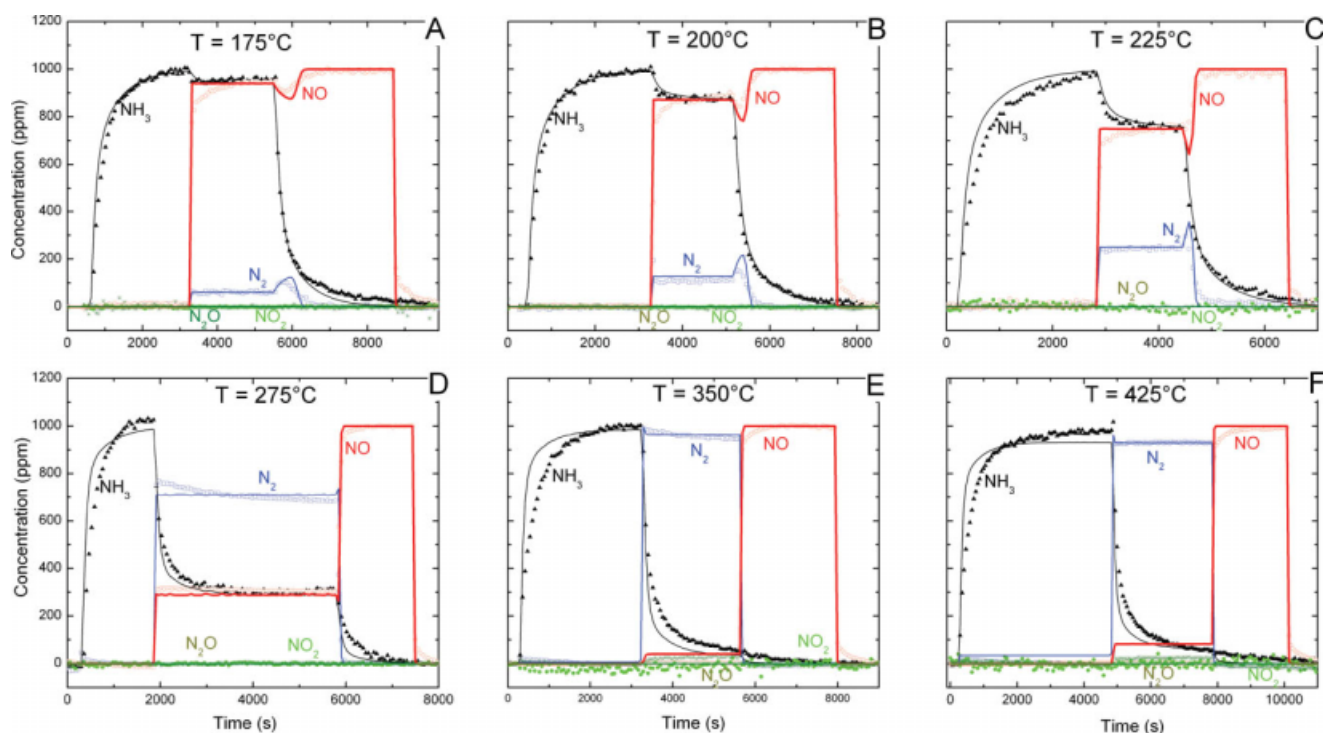 A B C
T = 175°C T = 200°C T = 225°C
1200 1000 800 600 400 200 0
Concentration (ppm)
NH₃ NO N₂ N₂O NO₂
NH₃ NO N₂ N₂O NO₂
NH₃ NO N₂ N₂O NO₂
0 2000 4000 6000 8000
0 2000 4000 6000 8000
0 2000 4000 6000
D E F
T = 275°C T = 350°C T = 425°C
1200 1000 800 600 400 200 0
Concentration (ppm)
NH₃ N₂ NO N₂O NO₂
NH₃ N₂ NO NO₂ N₂O
NH₃ N₂ NO N₂O NO₂
0 2000 4000 6000 8000
0 2000 4000 6000 8000
0 2000 4000 6000 8000 10000
Time (s) Time (s) Time (s)